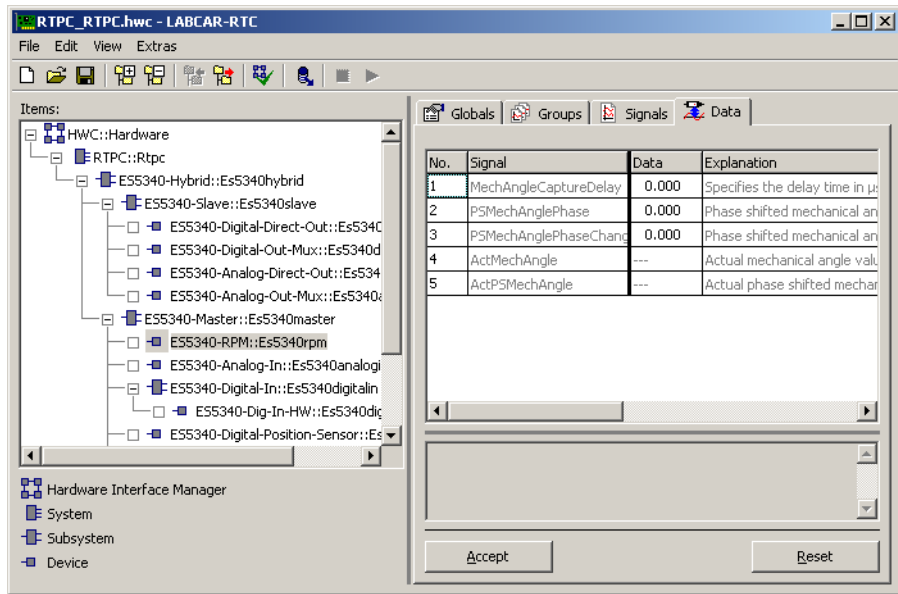 RTPC_RTPC.hwc - LABCAR-RTC
File Edit View Extras
Items:
HWC::Hardware
RTPC::Rtpc
ES5340-Hybrid::Es5340hybrid
ES5340-Slave::Es5340slave
ES5340-Digital-Direct-Out::Es534
ES5340-Digital-Out-Mux::Es5340d
ES5340-Analog-Direct-Out::Es534
ES5340-Analog-Out-Mux::Es5340
ES5340-Master::Es5340master
ES5340-RPM::Es5340rpm
ES5340-Analog-In::Es5340analogi
ES5340-Digital-In::Es5340digitalin
ES5340-Dig-In-HW::Es5340dig
ES5340-Digital-Position-Sensor::Es
Hardware Interface Manager
System
Subsystem
Device
Globals Groups Signals Data
No. Signal Data Explanation
1 MechAngleCaptureDelay 0.000 Specifies the delay time in µs
2 PSMechAnglePhase 0.000 Phase shifted mechanical an
3 PSMechAnglePhaseChang 0.000 Phase shifted mechanical an
4 ActMechAngle --- Actual mechanical angle valu
5 ActPSMechAngle --- Actual phase shifted mechar
Accept Reset